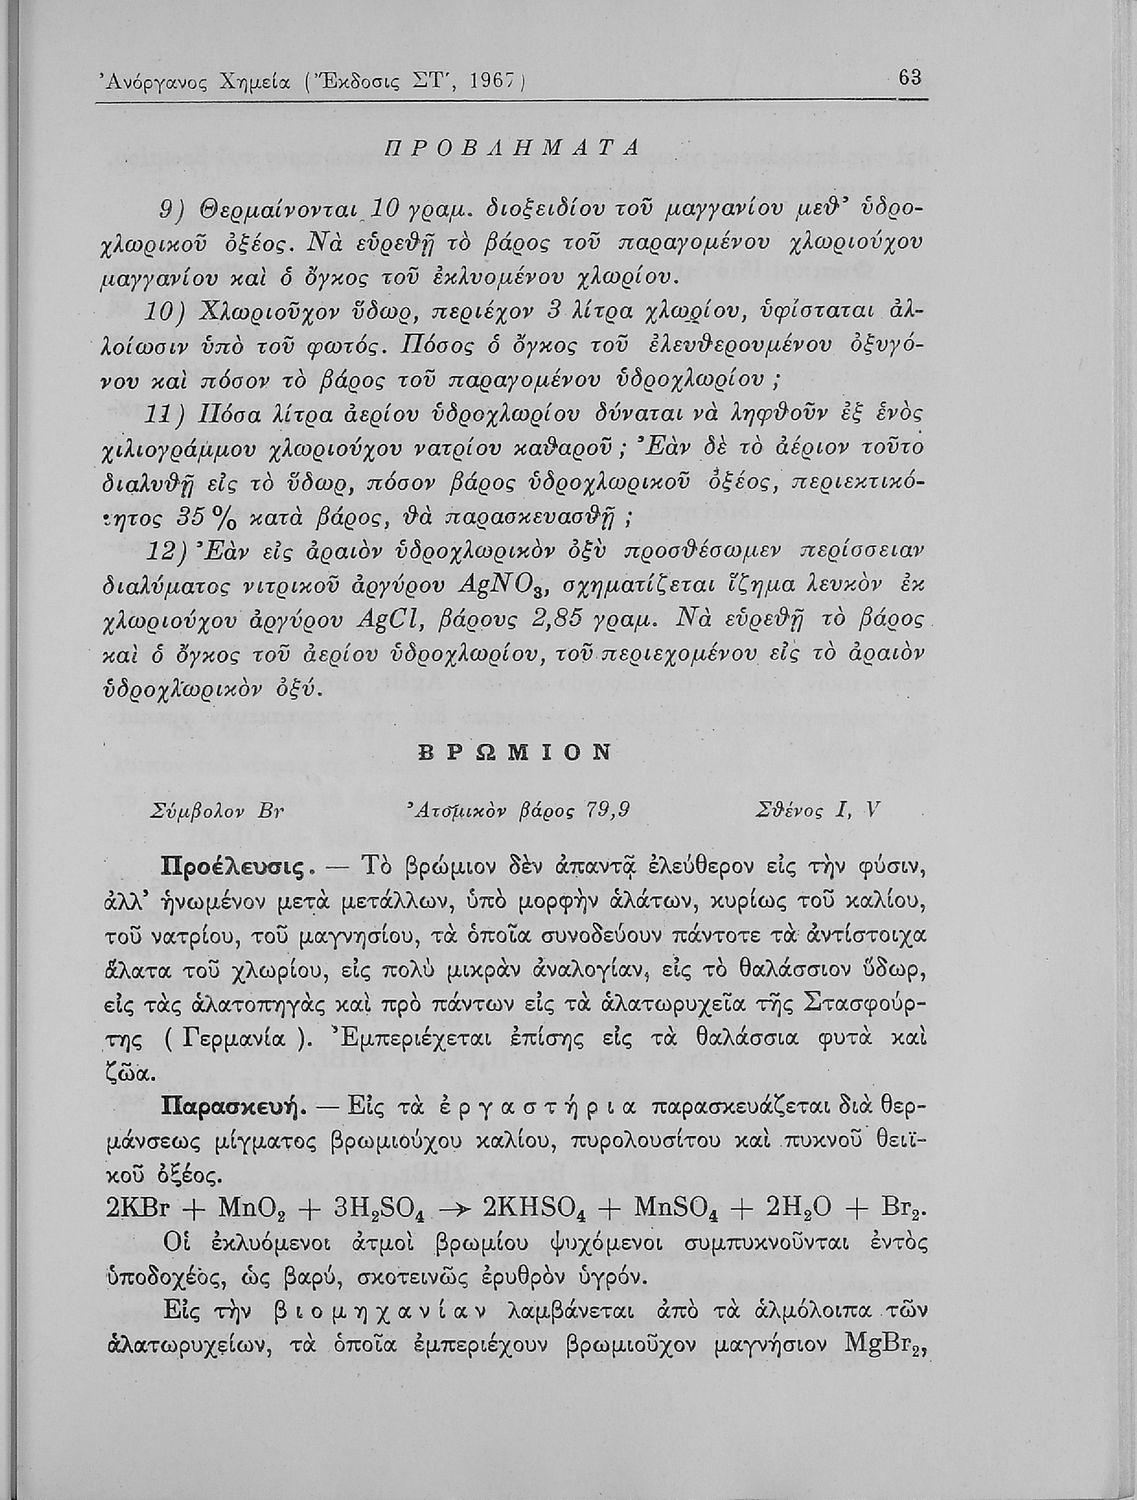 Ἀνόργανος Χημεία (Ἔκδοσις ΣΤ', 1967) 63
ΠΡΟΒΛΗΜΑΤΑ
9) Θερμαίνονται 10 γραμ. διοξειδίου τοῦ μαγγανίου μεθ' ὑδρο-
χλωρικοῦ ὀξέος. Νὰ εὑρεθῇ τὸ βάρος τοῦ παραγομένου χλωριούχου
μαγγανίου καὶ ὁ ὄγκος τοῦ ἐκλυομένου χλωρίου.
10) Χλωριοῦχον ὕδωρ, περιέχον 3 λίτρα χλωρίου, ὑφίσταται ἀλ-
λοίωσιν ὑπὸ τοῦ φωτός. Πόσος ὁ ὄγκος τοῦ ἐλευθερουμένου ὀξυγό-
νου καὶ πόσον τὸ βάρος τοῦ παραγομένου ὑδροχλωρίου ;
11) Πόσα λίτρα ἀερίου ὑδροχλωρίου δύναται νὰ ληφθοῦν ἐξ ἑνὸς
χιλιογράμμου χλωριούχου νατρίου καθαροῦ ; Ἐὰν δὲ τὸ ἀέριον τοῦτο
διαλυθῇ εἰς τὸ ὕδωρ, πόσον βάρος ὑδροχλωρικοῦ ὀξέος, περιεκτικό-
τητος 35 % κατὰ βάρος, θὰ παρασκευασθῇ ;
12) Ἐὰν εἰς ἀραιὸν ὑδροχλωρικὸν ὀξὺ προσθέσωμεν περίσσειαν
διαλύματος νιτρικοῦ ἀργύρου AgNO₃, σχηματίζεται ἵζημα λευκὸν ἐκ
χλωριούχου ἀργύρου AgCl, βάρους 2,85 γραμ. Νὰ εὑρεθῇ τὸ βάρος
καὶ ὁ ὄγκος τοῦ ἀερίου ὑδροχλωρίου, τοῦ περιεχομένου εἰς τὸ ἀραιὸν
ὑδροχλωρικὸν ὀξύ.
ΒΡΩΜΙΟΝ
Σύμβολον Br Ἀτομικὸν βάρος 79,9 Σθένος I, V
Προέλευσις. — Τὸ βρώμιον δὲν ἀπαντᾷ ἐλεύθερον εἰς τὴν φύσιν,
ἀλλ' ἡνωμένον μετὰ μετάλλων, ὑπὸ μορφὴν ἁλάτων, κυρίως τοῦ καλίου,
τοῦ νατρίου, τοῦ μαγνησίου, τὰ ὁποῖα συνοδεύουν πάντοτε τὰ ἀντίστοιχα
ἅλατα τοῦ χλωρίου, εἰς πολὺ μικρὰν ἀναλογίαν, εἰς τὸ θαλάσσιον ὕδωρ,
εἰς τὰς ἁλατοπηγὰς καὶ πρὸ πάντων εἰς τὰ ἁλατωρυχεῖα τῆς Στασφούρ-
της ( Γερμανία ). Ἐμπεριέχεται ἐπίσης εἰς τὰ θαλάσσια φυτὰ καὶ
ζῶα.
Παρασκευή. — Εἰς τὰ ἐργαστήρια παρασκευάζεται διὰ θερ-
μάνσεως μίγματος βρωμιούχου καλίου, πυρολουσίτου καὶ πυκνοῦ θειϊ-
κοῦ ὀξέος.
2KBr + MnO₂ + 3H₂SO₄ → 2KHSO₄ + MnSO₄ + 2H₂O + Br₂.
Οἱ ἐκλυόμενοι ἀτμοὶ βρωμίου ψυχόμενοι συμπυκνοῦνται ἐντὸς
ὑποδοχέος, ὡς βαρύ, σκοτεινῶς ἐρυθρὸν ὑγρόν.
Εἰς τὴν βιομηχανίαν λαμβάνεται ἀπὸ τὰ ἁλμόλοιπα τῶν
ἁλατωρυχείων, τὰ ὁποῖα ἐμπεριέχουν βρωμιοῦχον μαγνήσιον MgBr₂,